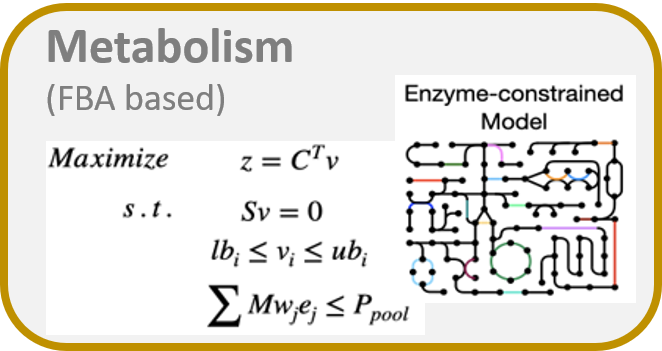 Metabolism
(FBA based)
Enzyme-constrained
Model
Maximize z = C^T v
s.t. Sv = 0
lb_i ≤ v_i ≤ ub_i
∑ Mw_j e_j ≤ P_pool